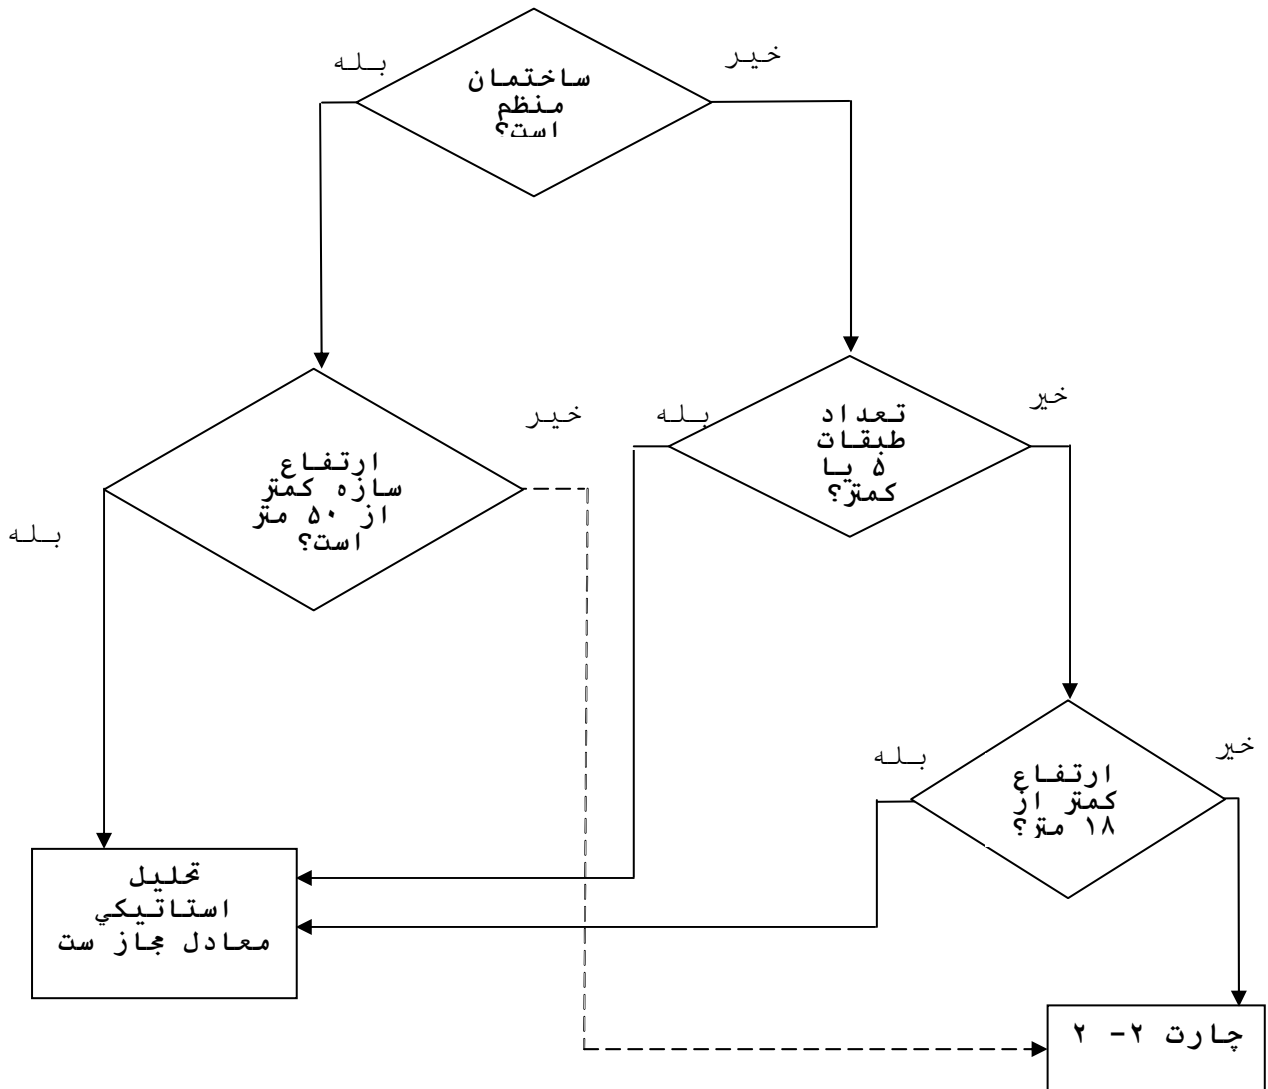 خیر
بله
ساختمان
منظم
است؟
خیر
بله
خیر
تعداد
طبقات
۵ یا
کمتر؟
ارتفاع
سازه کمتر
از ۵۰ متر
است؟
بله
خیر
بله
ارتفاع
کمتر از
۱۸ متر؟
تحلیل
استاتیکي
معادل مجاز ست
چارت ۲- ۲